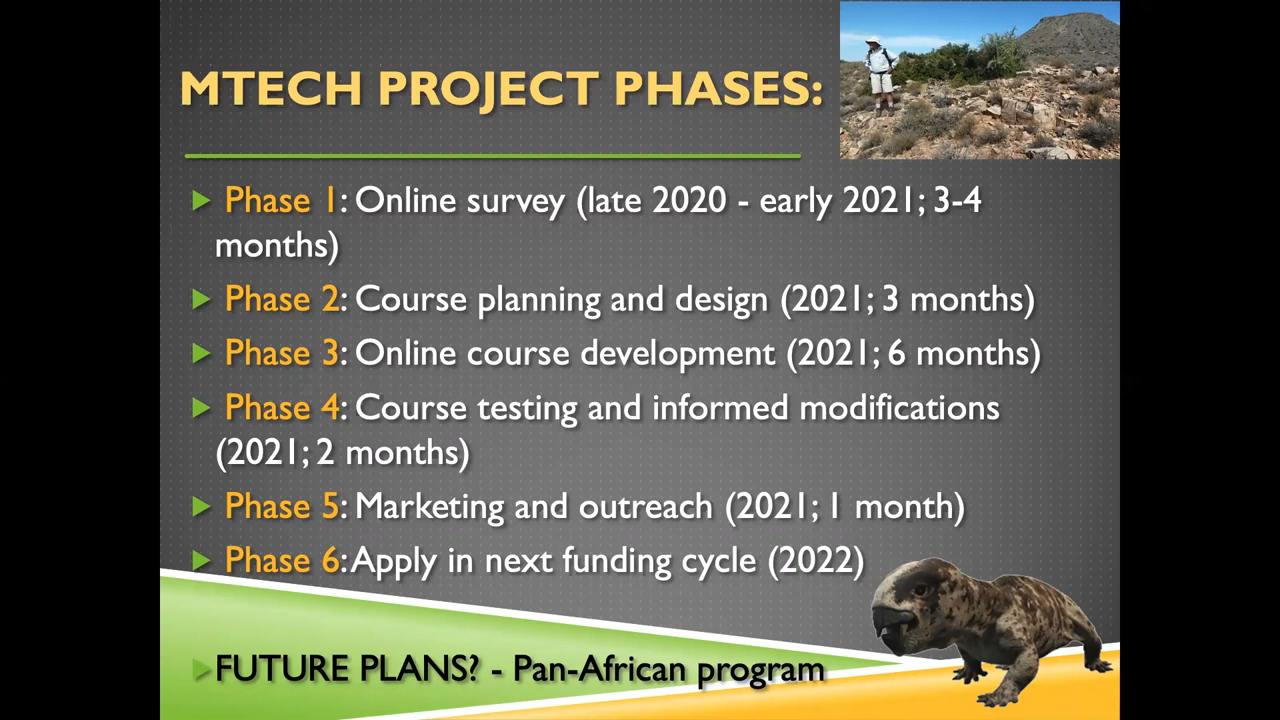 MTECH PROJECT PHASES:
Phase 1: Online survey (late 2020 - early 2021; 3-4
months)
Phase 2: Course planning and design (2021; 3 months)
Phase 3: Online course development (2021; 6 months)
Phase 4: Course testing and informed modifications
(2021; 2 months)
Phase 5: Marketing and outreach (2021; 1 month)
Phase 6: Apply in next funding cycle (2022)
FUTURE PLANS? - Pan-African program